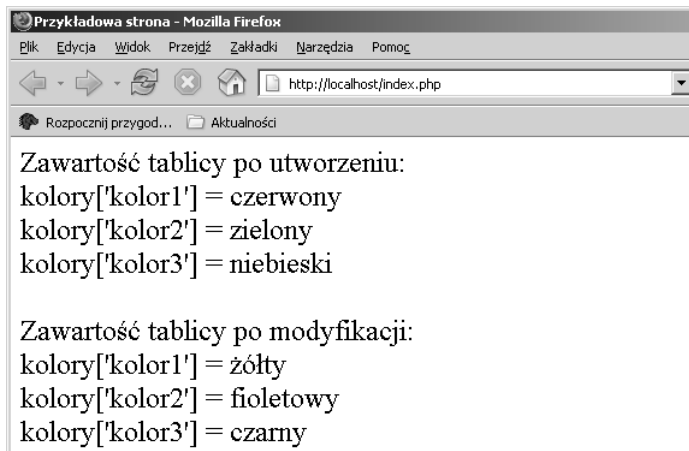 Przykładowa strona - Mozilla Firefox
Plik Edycja Widok Przejdź Zakładki Narzędzia Pomoc
http://localhost/index.php
Rozpocznij przygod... Aktualności
Zawartość tablicy po utworzeniu:
kolory['kolor1'] = czerwony
kolory['kolor2'] = zielony
kolory['kolor3'] = niebieski
Zawartość tablicy po modyfikacji:
kolory['kolor1'] = żółty
kolory['kolor2'] = fioletowy
kolory['kolor3'] = czarny